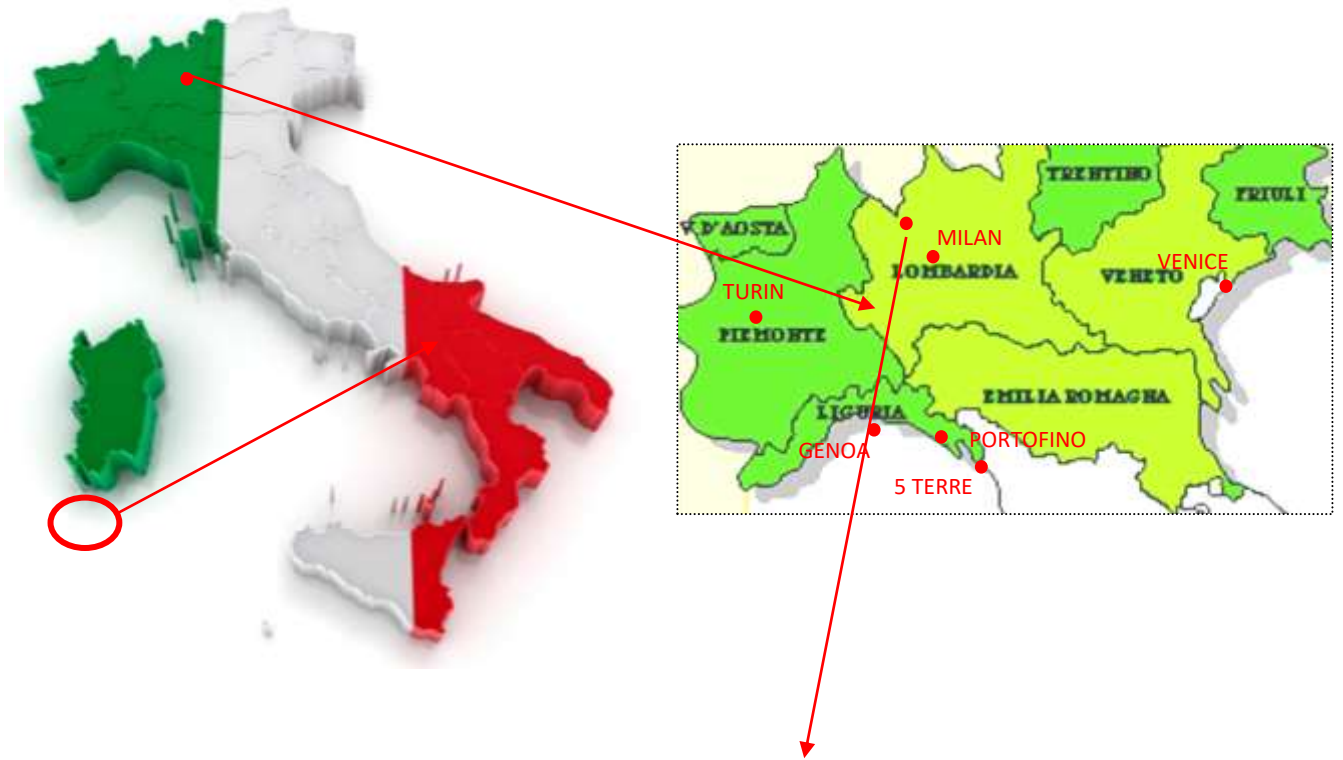 TRENTINO
FRIULI
V. D'AOSTA
MILAN
LOMBARDIA
VENICE
VENETO
TURIN
PIEMONTE
EMILIA ROMAGNA
LIGURIA
GENOA
PORTOFINO
5 TERRE